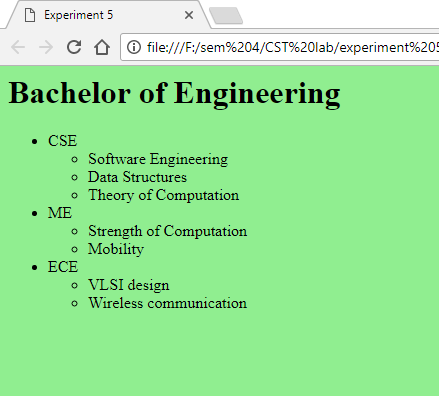 Experiment 5
file:///F:/sem%204/CST%20lab/experiment%205
Bachelor of Engineering
CSE
Software Engineering
Data Structures
Theory of Computation
ME
Strength of Computation
Mobility
ECE
VLSI design
Wireless communication